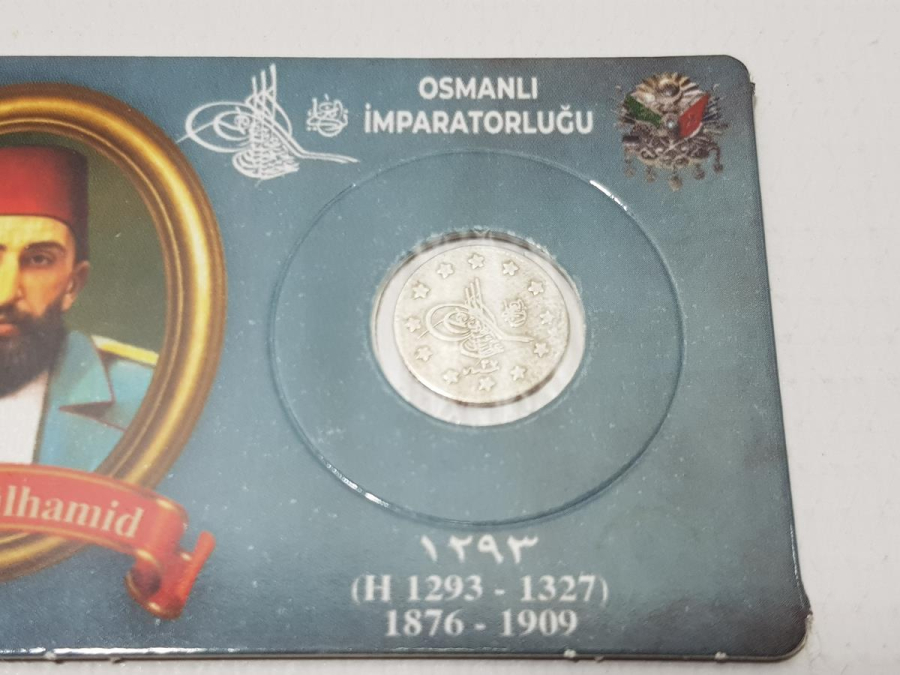 OSMANLI
İMPARATORLUĞU
lhamid
١٢٩٣
(H 1293 - 1327)
1876 - 1909